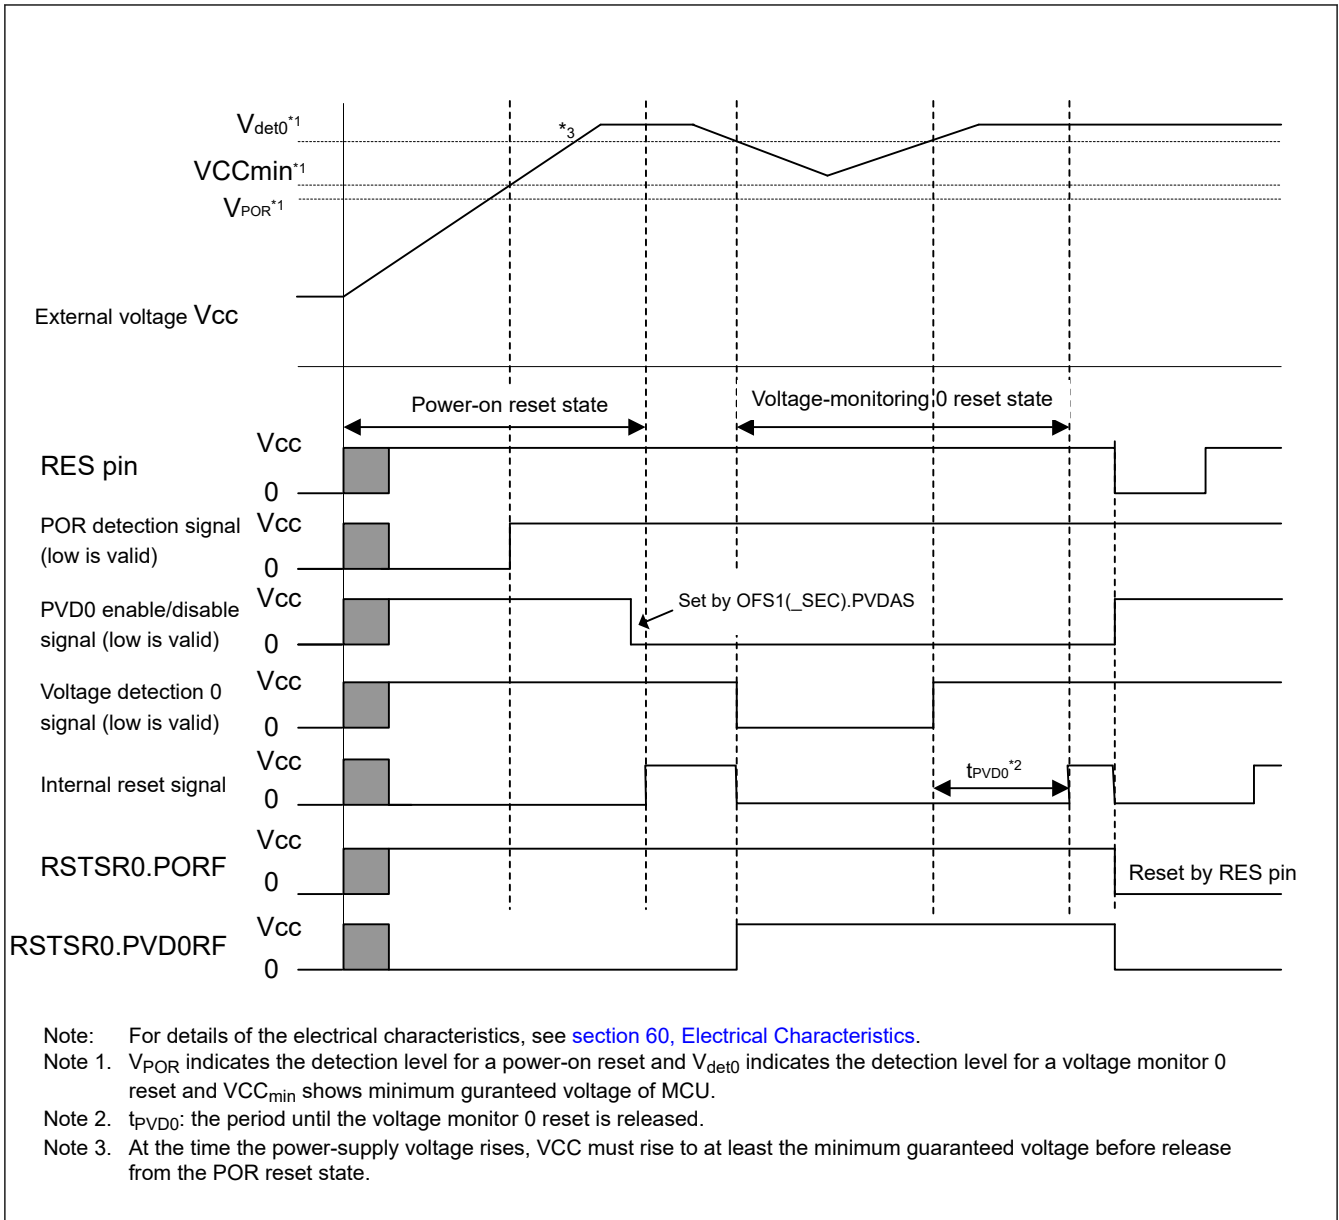 Vdet0*1
*3
VCCmin*1
VPOR*1
External voltage Vcc
Power-on reset state
Voltage-monitoring 0 reset state
RES pin
Vcc
0
POR detection signal
(low is valid)
Vcc
0
PVD0 enable/disable
signal (low is valid)
Vcc
0
Set by OFS1(_SEC).PVDAS
Voltage detection 0
signal (low is valid)
Vcc
0
Internal reset signal
Vcc
0
tPVD0*2
RSTSR0.PORF
Vcc
0
Reset by RES pin
RSTSR0.PVD0RF
Vcc
0
Note: For details of the electrical characteristics, see section 60, Electrical Characteristics.
Note 1. VPOR indicates the detection level for a power-on reset and Vdet0 indicates the detection level for a voltage monitor 0
reset and VCCmin shows minimum guranteed voltage of MCU.
Note 2. tPVD0: the period until the voltage monitor 0 reset is released.
Note 3. At the time the power-supply voltage rises, VCC must rise to at least the minimum guaranteed voltage before release
from the POR reset state.